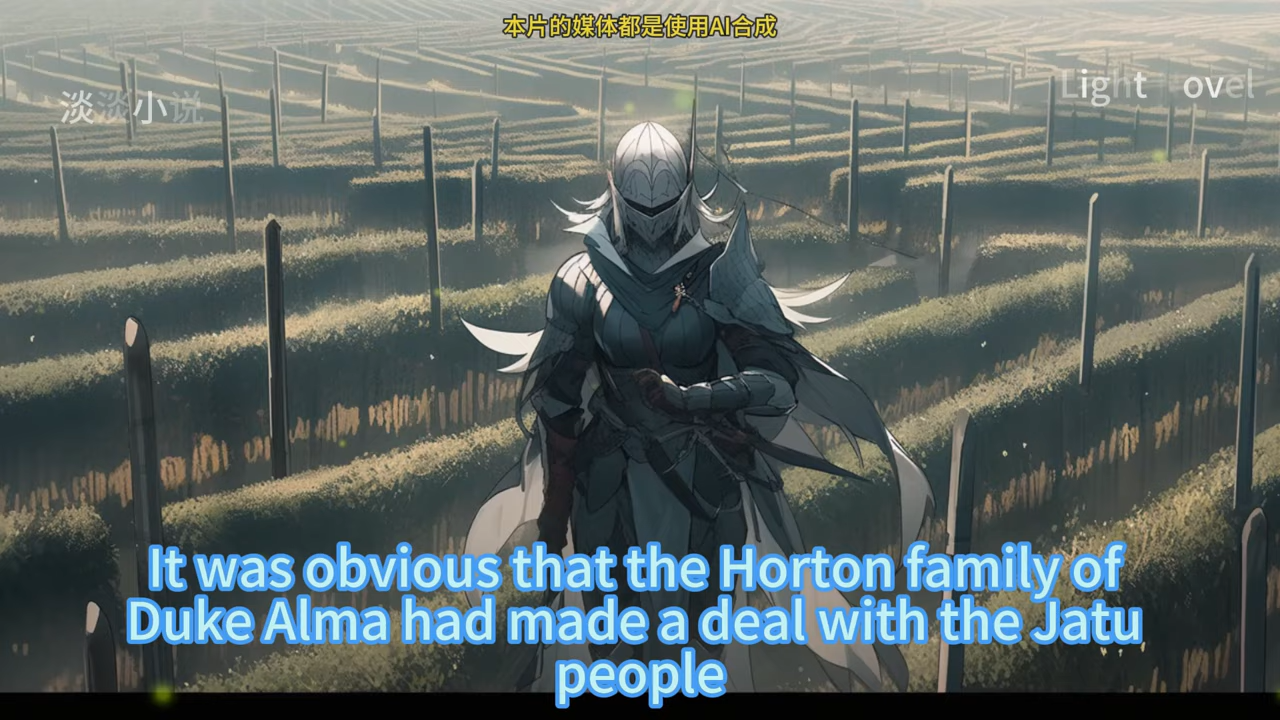 本片的媒体都是使用AI合成
Light ovel
淡淡小说
It was obvious that the Horton family of
Duke Alma had made a deal with the Jatu
people